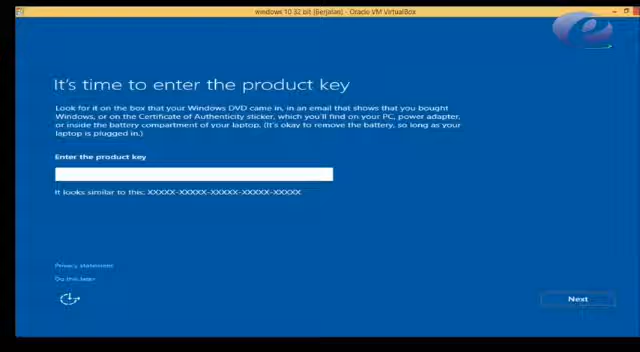 windows 10 32 bit [Berjalan] - Oracle VM VirtualBox
It's time to enter the product key
Look for it on the box that your Windows DVD came in, in an email that shows that you bought
Windows, or on the Certificate of Authenticity sticker, which you'll find on your PC, power adapter,
or inside the battery compartment of your laptop. (It's okay to remove the battery, so long as your
laptop is plugged in.)
Enter the product key
It looks similar to this: XXXXX-XXXXX-XXXXX-XXXXX-XXXXX
Privacy statement
Do this later
Next